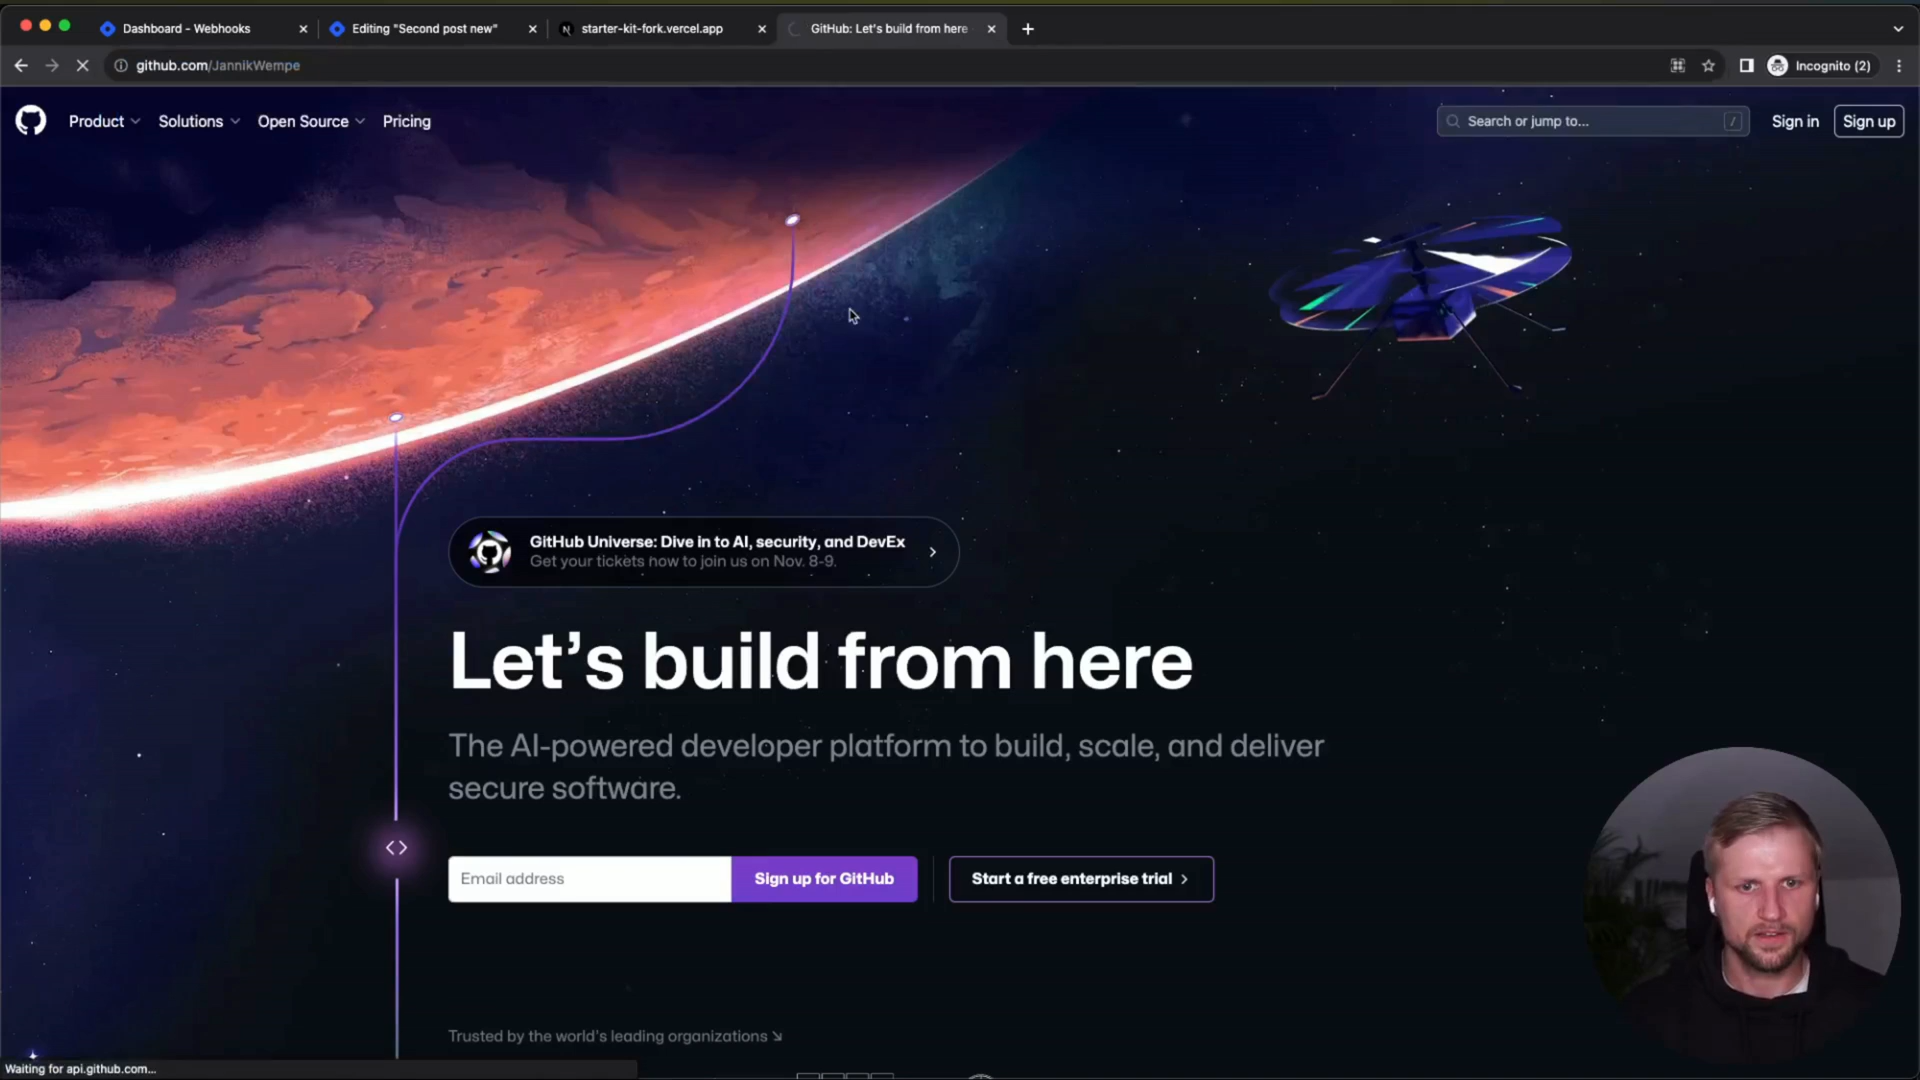 Dashboard - Webhooks
Editing "Second post new"
starter-kit-fork.vercel.app
GitHub: Let's build from here
github.com/JannikWempe
Incognito (2)
Product
Solutions
Open Source
Pricing
Search or jump to...
/
Sign in
Sign up
GitHub Universe: Dive in to AI, security, and DevEx
Get your tickets now to join us on Nov. 8-9.
Let’s build from here
The AI-powered developer platform to build, scale, and deliver
secure software.
Email address
Sign up for GitHub
Start a free enterprise trial
Trusted by the world's leading organizations
Waiting for api.github.com...